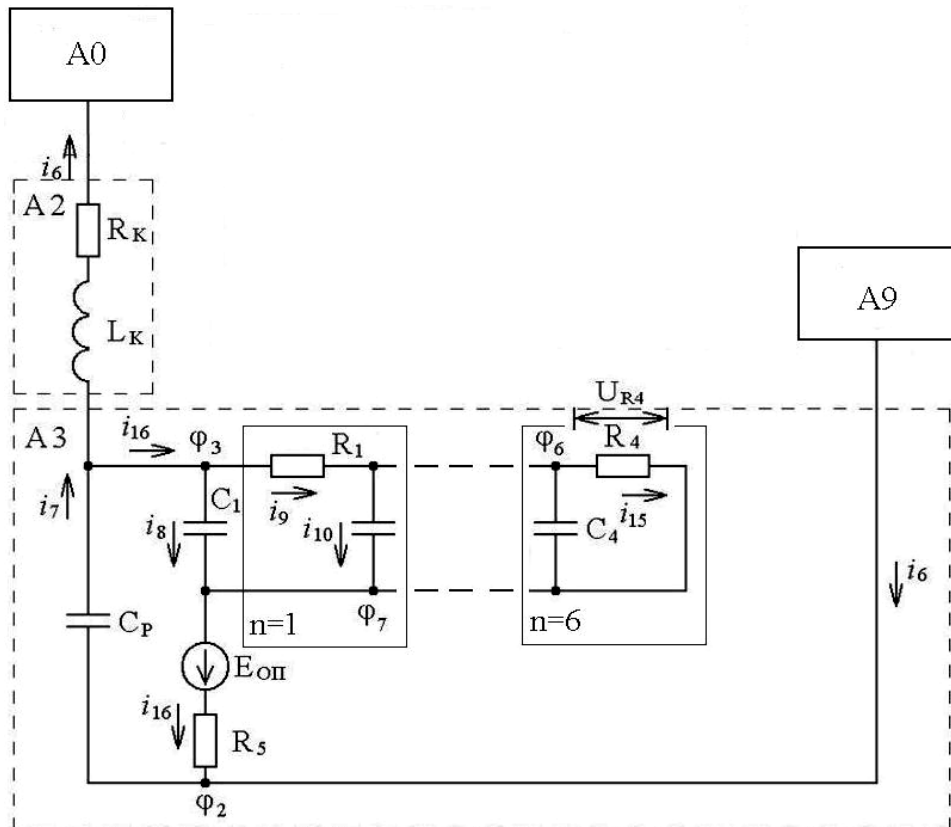 A0
i6
A2
RK
LK
A9
UR4
A3
i16
φ3
R1
φ6
R4
i7
C1
i9
i8
i10
C4
i15
i6
n=1
φ7
n=6
CP
EОП
i16
R5
φ2